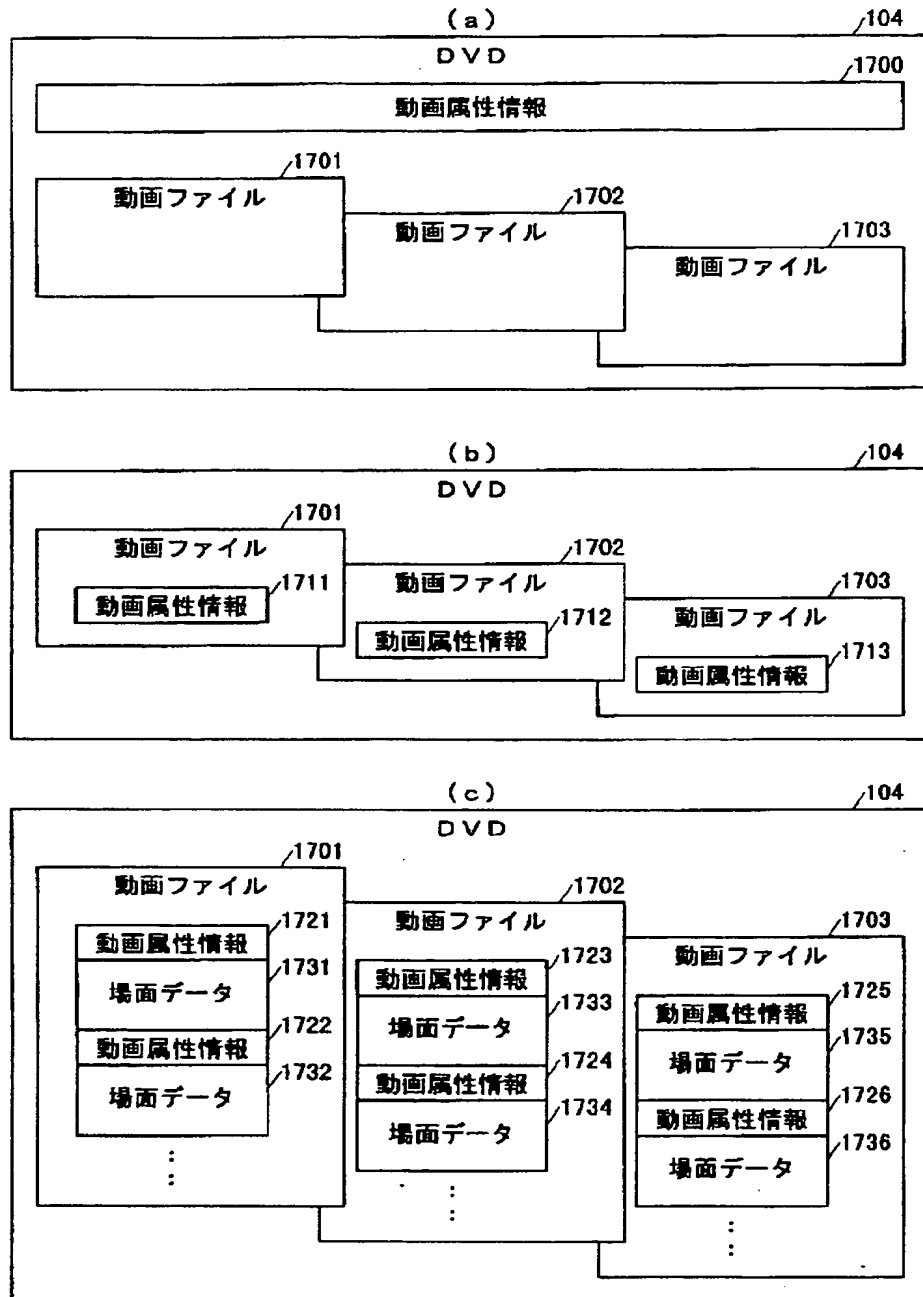 (a)
104
DVD
1700
動画属性情報
1701
動画ファイル
1702
動画ファイル
1703
動画ファイル
(b)
104
DVD
1701
動画ファイル
1711
動画属性情報
1702
動画ファイル
1712
動画属性情報
1703
動画ファイル
1713
動画属性情報
(c)
104
DVD
1701
動画ファイル
1721
動画属性情報
1731
場面データ
1722
動画属性情報
1732
場面データ
1702
動画ファイル
1723
動画属性情報
1733
場面データ
1724
動画属性情報
1734
場面データ
1703
動画ファイル
1725
動画属性情報
1735
場面データ
1726
動画属性情報
1736
場面データ